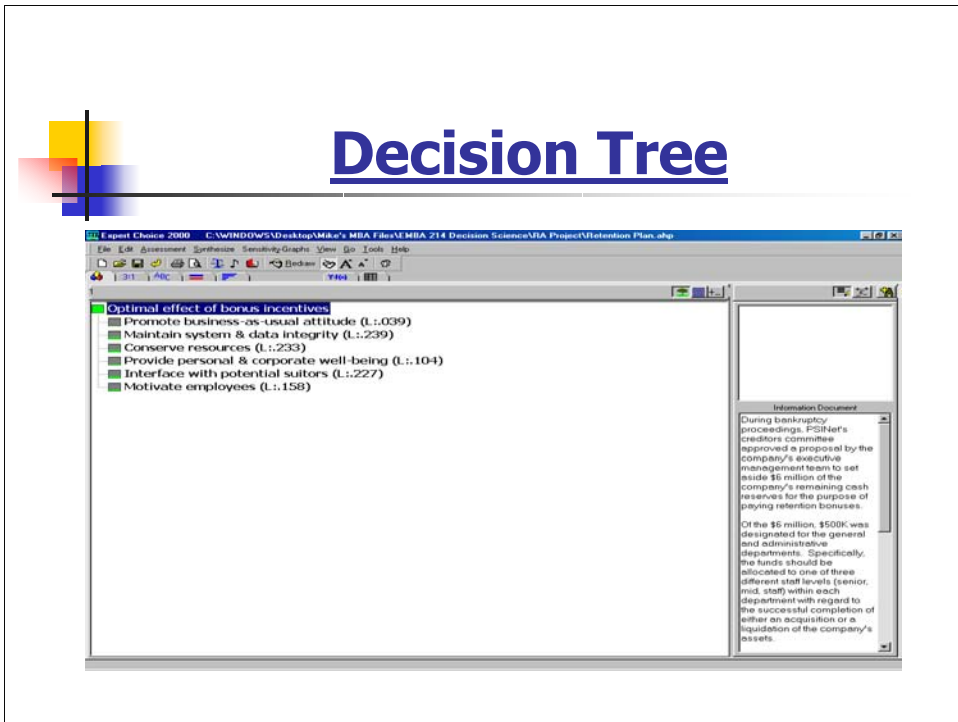 Decision Tree
Expert Choice 2000 C:\WINDOWS\Desktop\Mike's MBA Files\EMBA 214 Decision Science\RA Project\Retention Plan.ahp
File Edit Assessment Synthesize Sensitivity-Graphs View Go Tools Help
Redraw
3:1 ABC
1
Optimal effect of bonus incentives
Promote business-as-usual attitude (L:.039)
Maintain system & data integrity (L:.239)
Conserve resources (L:.233)
Provide personal & corporate well-being (L:.104)
Interface with potential suitors (L:.227)
Motivate employees (L:.158)
Information Document
During bankruptcy
proceedings, PSINet's
creditors committee
approved a proposal by the
company's executive
management team to set
aside $6 million of the
company's remaining cash
reserves for the purpose of
paying retention bonuses.
Of the $6 million, $500K was
designated for the general
and administrative
departments. Specifically,
the funds should be
allocated to one of three
different staff levels (senior,
mid, staff) within each
department with regard to
the successful completion of
either an acquisition or a
liquidation of the company's
assets.